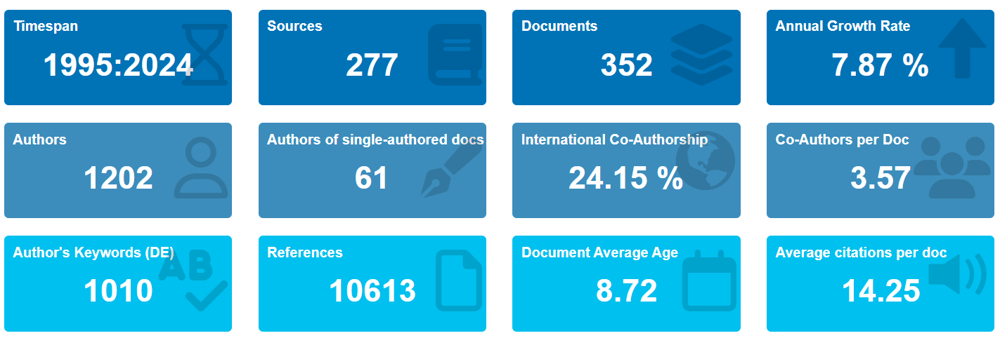 Timespan
1995:2024
Sources
277
Documents
352
Annual Growth Rate
7.87 %
Authors
1202
Authors of single-authored docs
61
International Co-Authorship
24.15 %
Co-Authors per Doc
3.57
Author's Keywords (DE)
AB
1010
References
10613
Document Average Age
8.72
Average citations per doc
14.25